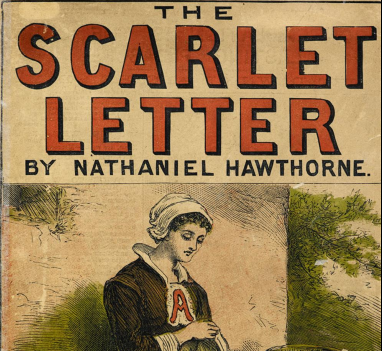 THE
SCARLET
LETTER
BY NATHANIEL HAWTHORNE.
A